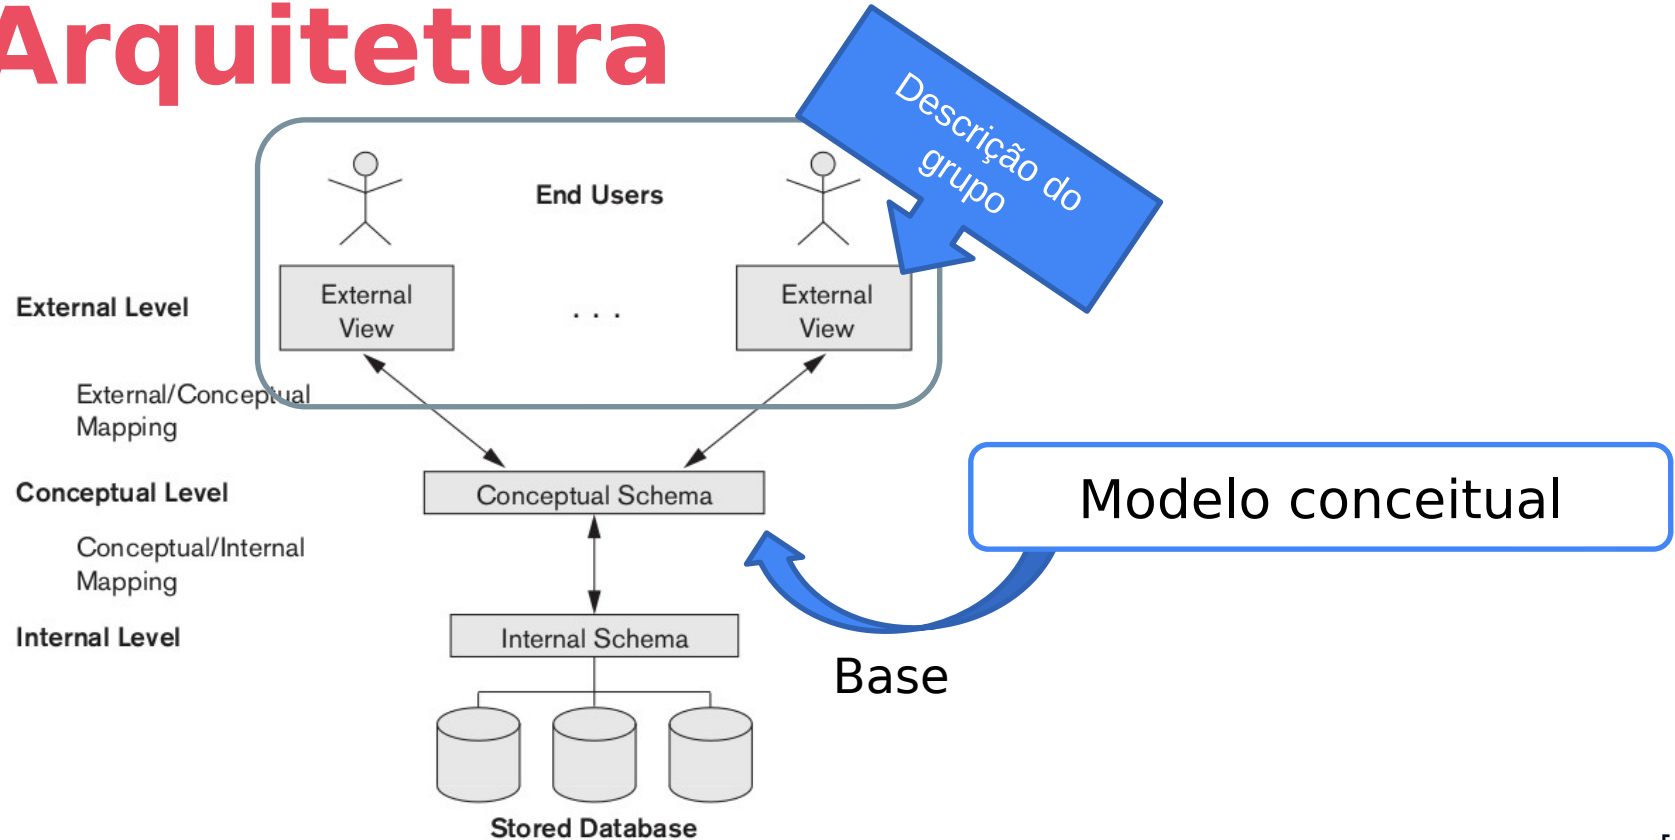 Arquitetura
Descrição do
grupo
End Users
External Level
External
View
. . .
External
View
External/Conceptual
Mapping
Conceptual Level
Conceptual Schema
Modelo conceitual
Conceptual/Internal
Mapping
Internal Level
Internal Schema
Base
Stored Database